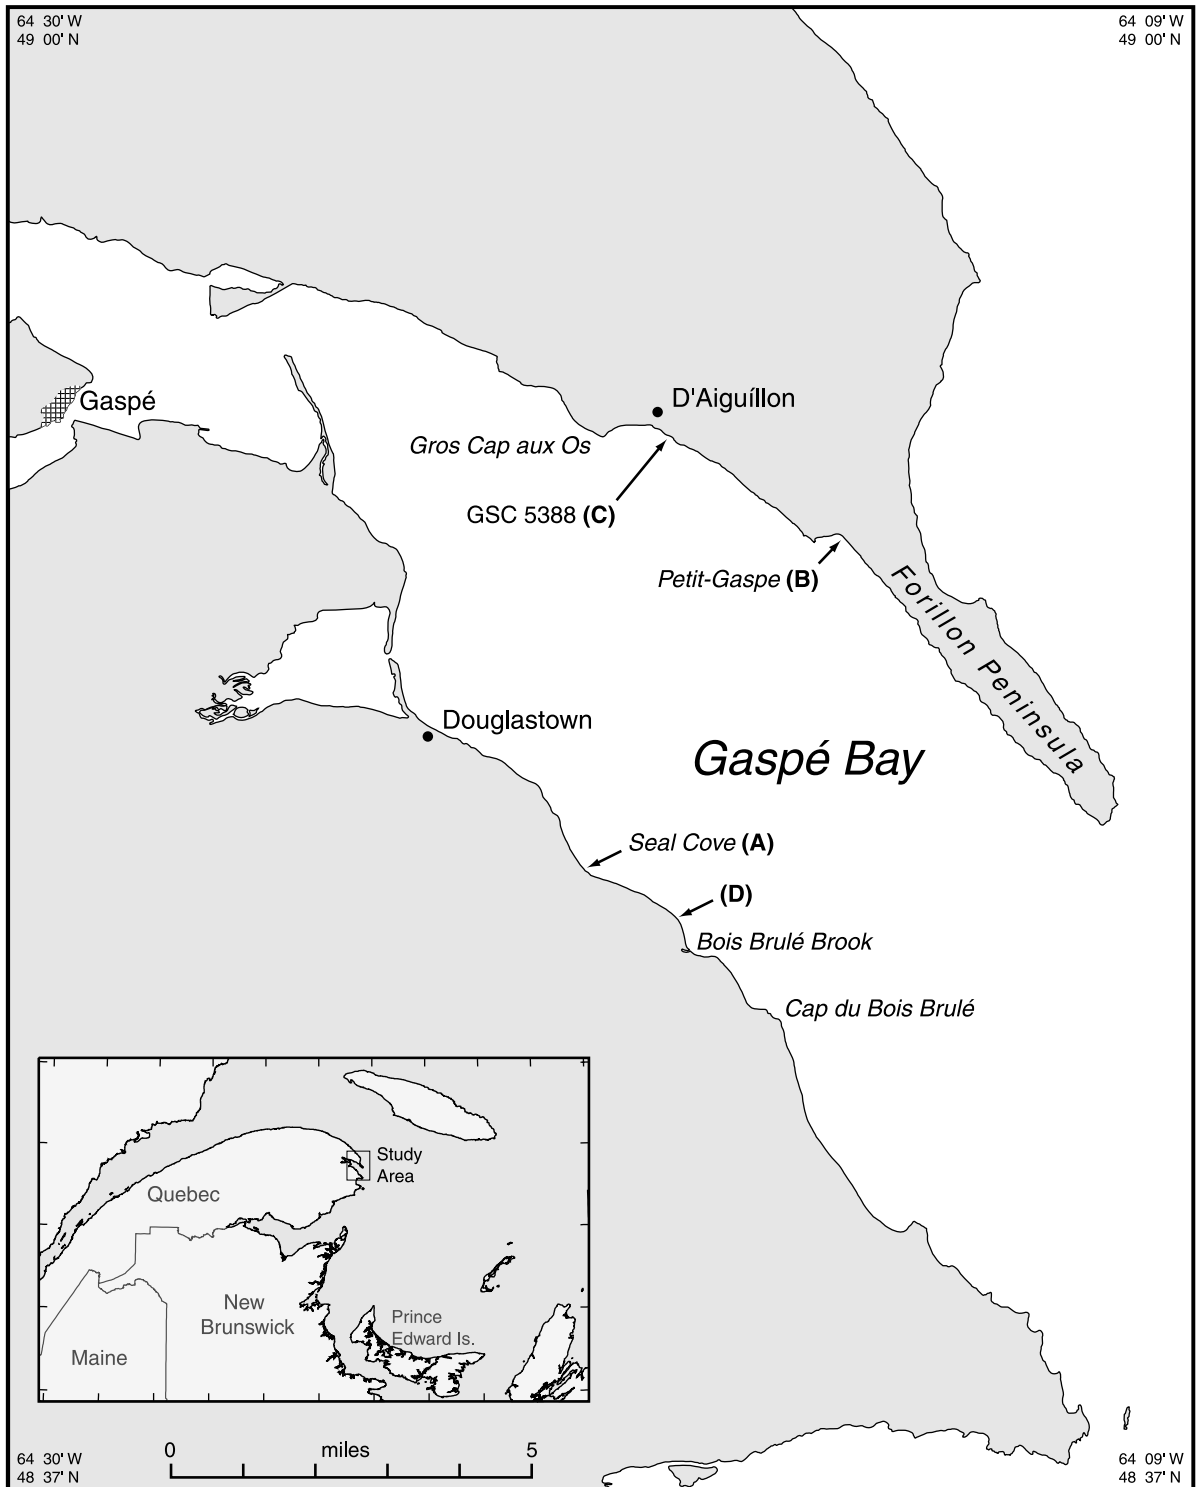 64 30' W
49 00' N
64 09' W
49 00' N
D'Aiguíllon
Gaspé
Gros Cap aux Os
GSC 5388 (C)
Petit-Gaspe (B)
Forillon Peninsula
Douglastown
Gaspé Bay
Seal Cove (A)
(D)
Bois Brulé Brook
Cap du Bois Brulé
Study
Area
Quebec
New
Brunswick
Prince
Edward Is.
Maine
0 miles 5
64 30' W
48 37' N
64 09' W
48 37' N